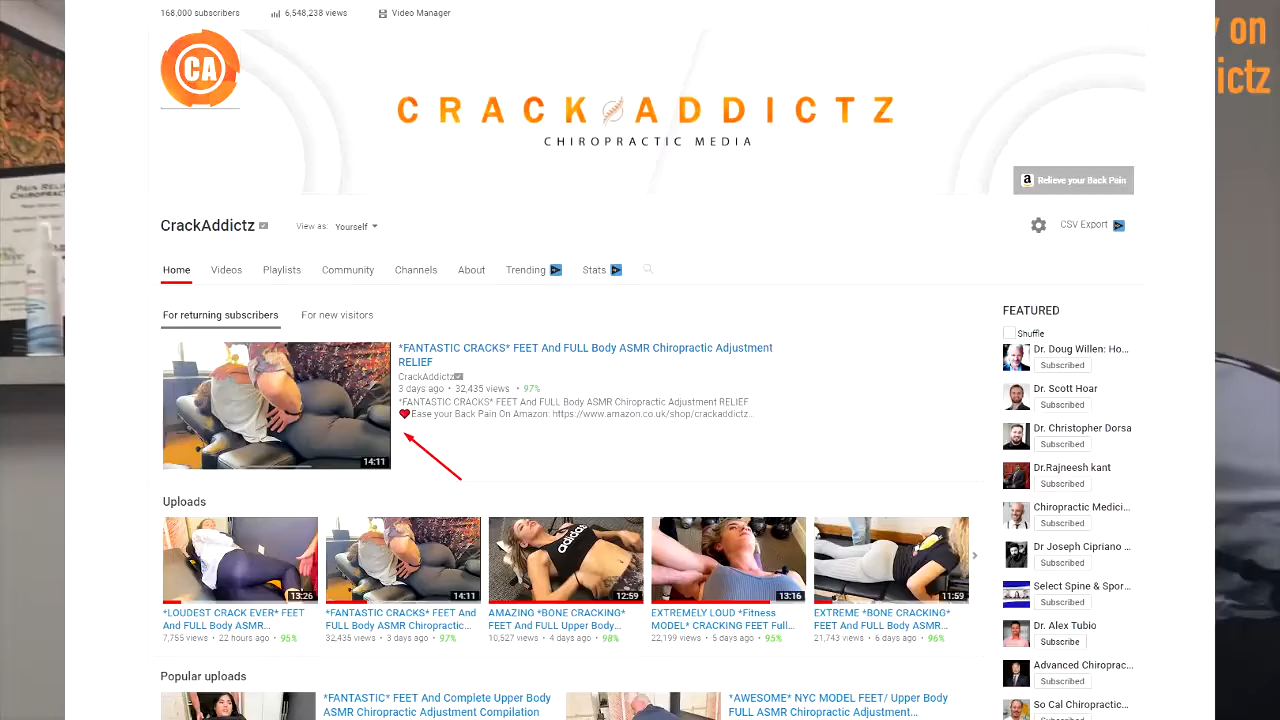 168,000 subscribers
6,548,238 views
Video Manager
y on
ictz
CA
CRACK ADDICTZ
CHIROPRACTIC MEDIA
PAIN RELIE
CHIROPRACT
a Relieve your Back Pain
CrackAddictz
View as: Yourself
CSV Export
Home Videos Playlists Community Channels About Trending Stats
For returning subscribers For new visitors
*FANTASTIC CRACKS* FEET And FULL Body ASMR Chiropractic Adjustment
RELIEF
CrackAddictz
3 days ago • 32,435 views • 97%
*FANTASTIC CRACKS* FEET And FULL Body ASMR Chiropractic Adjustment RELIEF
❤Ease your Back Pain On Amazon: https://www.amazon.co.uk/shop/crackaddictz...
14:11
FEATURED
Shuffle
Dr. Doug Willen: Ho...
Subscribed
Dr. Scott Hoar
Subscribed
Dr. Christopher Dorsa
Subscribed
Dr.Rajneesh kant
Subscribed
Chiropractic Medici...
Subscribed
Dr Joseph Cipriano ...
Subscribed
Select Spine & Spor...
Subscribed
Dr. Alex Tubio
Subscribe
Advanced Chiroprac...
Subscribed
So Cal Chiropractic...
Subscribed
Uploads
13:26
*LOUDEST CRACK EVER* FEET
And FULL Body ASMR...
7,755 views • 22 hours ago • 95%
14:11
*FANTASTIC CRACKS* FEET And
FULL Body ASMR Chiropractic...
32,435 views • 3 days ago • 97%
adidas
12:59
AMAZING *BONE CRACKING*
FEET And FULL Upper Body...
10,527 views • 4 days ago • 98%
13:16
EXTREMELY LOUD *Fitness
MODEL* CRACKING FEET Full...
22,199 views • 5 days ago • 95%
11:59
EXTREME *BONE CRACKING*
FEET And FULL Body ASMR...
21,743 views • 6 days ago • 96%
Popular uploads
*FANTASTIC* FEET And Complete Upper Body
ASMR Chiropractic Adjustment Compilation
*AWESOME* NYC MODEL FEET/ Upper Body
FULL ASMR Chiropractic Adjustment...